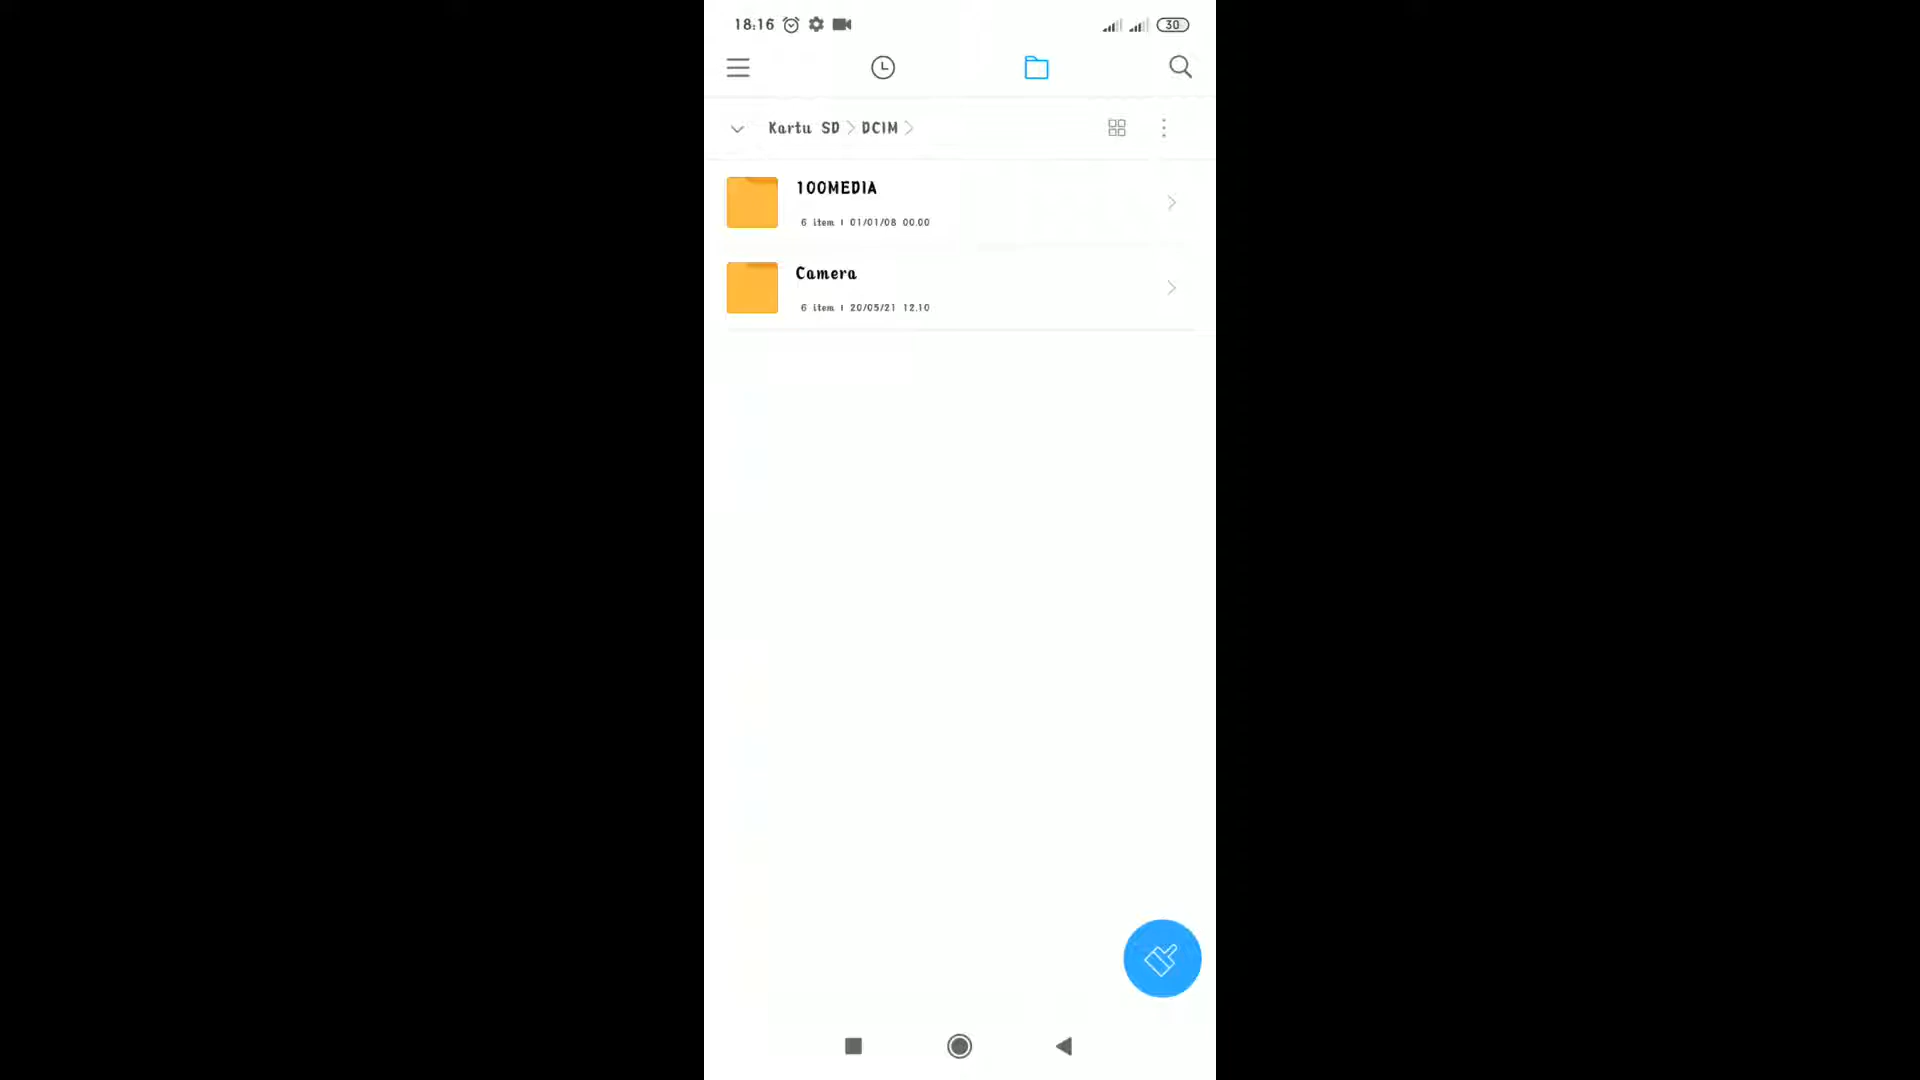 18:16 30
Kartu SD > DCIM >
100MEDIA
6 item | 01/01/08 00.00
Camera
6 item | 20/05/21 12.10